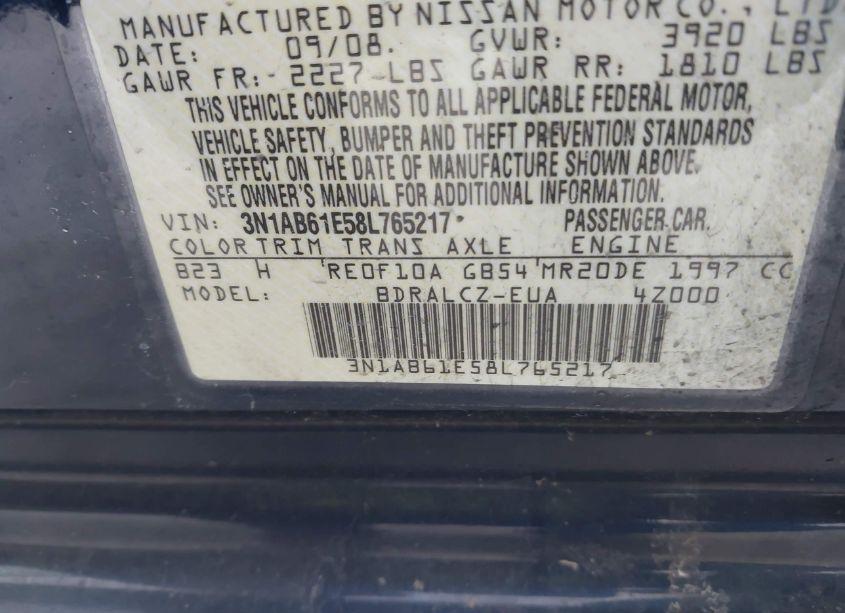 MANUFACTURED BY NISSAN MOTOR CO., LTD
DATE: 09/08. GVWR: 3920 LBS
GAWR FR: 2227 LBS GAWR RR: 1810 LBS
THIS VEHICLE CONFORMS TO ALL APPLICABLE FEDERAL MOTOR,
VEHICLE SAFETY, BUMPER AND THEFT PREVENTION STANDARDS
IN EFFECT ON THE DATE OF MANUFACTURE SHOWN ABOVE.
SEE OWNER'S MANUAL FOR ADDITIONAL INFORMATION.
VIN: 3N1AB61E58L765217 PASSENGER CAR.
COLOR TRIM TRANS AXLE ENGINE
B23 H RE0F10A GB54 MR20DE 1997 CC
MODEL: BDRALCZ-EUA 4Z000
3N1AB61E58L765217